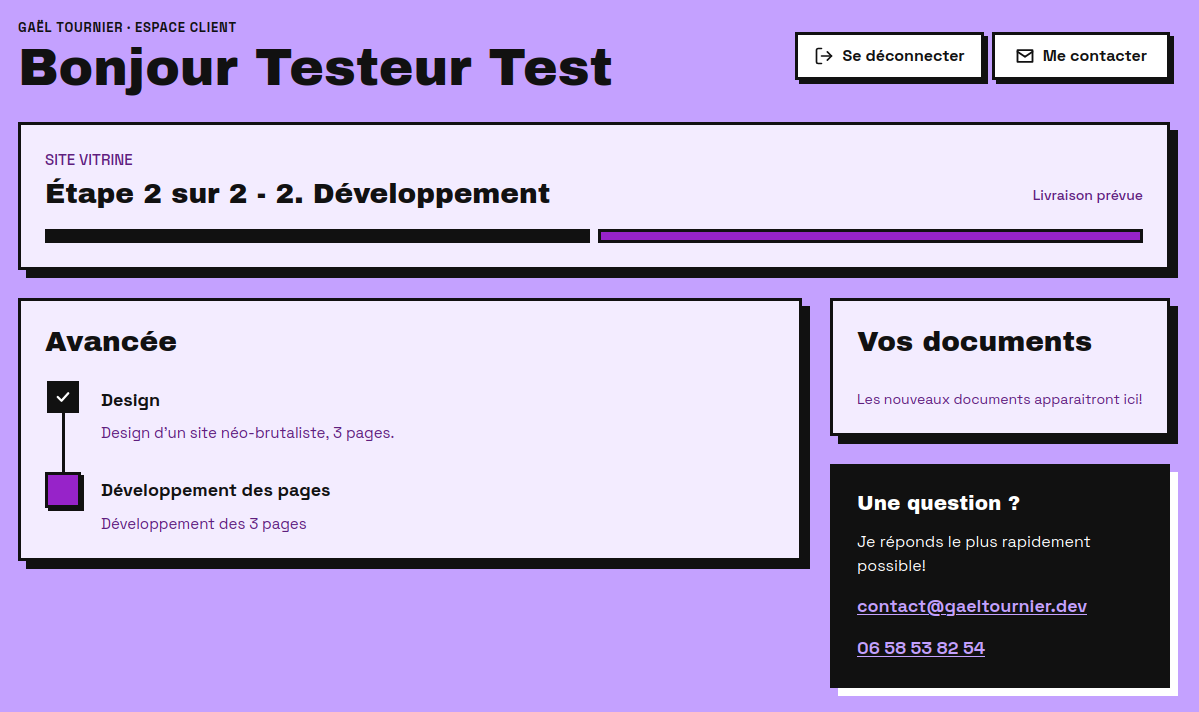 GAËL TOURNIER · ESPACE CLIENT
Bonjour Testeur Test
Se déconnecter
Me contacter
SITE VITRINE
Étape 2 sur 2 - 2. Développement
Livraison prévue
Avancée
Design
Design d'un site néo-brutaliste, 3 pages.
Développement des pages
Développement des 3 pages
Vos documents
Les nouveaux documents apparaitront ici!
Une question ?
Je réponds le plus rapidement
possible!
contact@gaeltournier.dev
06 58 53 82 54